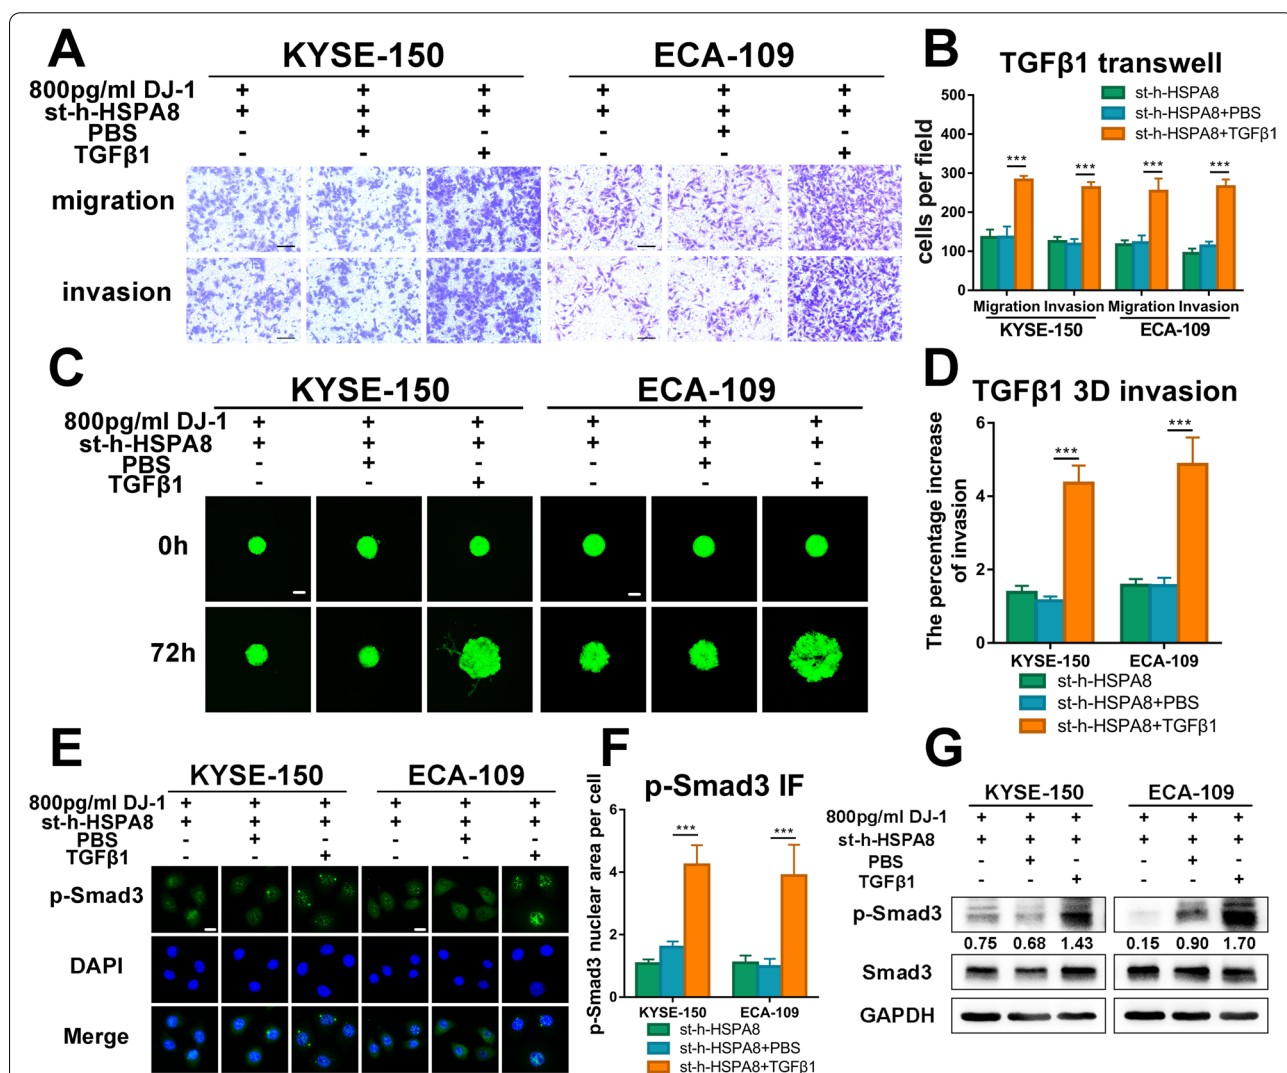 A
KYSE-150 ECA-109
800pg/ml DJ-1 + + + + + +
st-h-HSPA8 + + + + + +
PBS - + - + 
TGFβ1 - - + - - +
migration
invasion
B
TGFβ1 transwell
st-h-HSPA8
st-h-HSPA8+PBS
st-h-HSPA8+TGFβ1
cells per field
500
400
300
200
100
0
*** *** *** ***
Migration Invasion Migration Invasion
KYSE-150 ECA-109
C
KYSE-150 ECA-109
800pg/ml DJ-1 + + + + + +
st-h-HSPA8 + + + + + +
PBS - + - +
TGFβ1 - + - +
0h
72h
D
TGFβ1 3D invasion
The percentage increase
of invasion
6
4
2
0
*** ***
KYSE-150 ECA-109
st-h-HSPA8
st-h-HSPA8+PBS
st-h-HSPA8+TGFβ1
E
KYSE-150 ECA-109
800pg/ml DJ-1 + + + + + +
st-h-HSPA8 + + + + + +
PBS - + - +
TGFβ1 - - + - - +
p-Smad3
DAPI
Merge
F
p-Smad3 IF
p-Smad3 nuclear area per cell
6
4
2
0
*** ***
KYSE-150 ECA-109
st-h-HSPA8
st-h-HSPA8+PBS
st-h-HSPA8+TGFβ1
G
KYSE-150 ECA-109
800pg/ml DJ-1 + + + + + +
st-h-HSPA8 + + + + + +
PBS - + - - + -
TGFβ1 - - + - - +
p-Smad3
0.75 0.68 1.43 0.15 0.90 1.70
Smad3
GAPDH